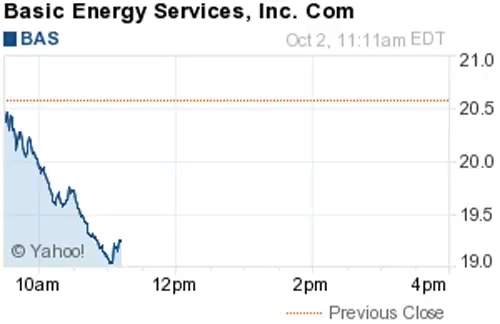 Basic Energy Services, Inc. Com
BAS Oct 2, 11:11am EDT
21.0
20.5
20.0
19.5
19.0
© Yahoo!
10am 12pm 2pm 4pm
Previous Close